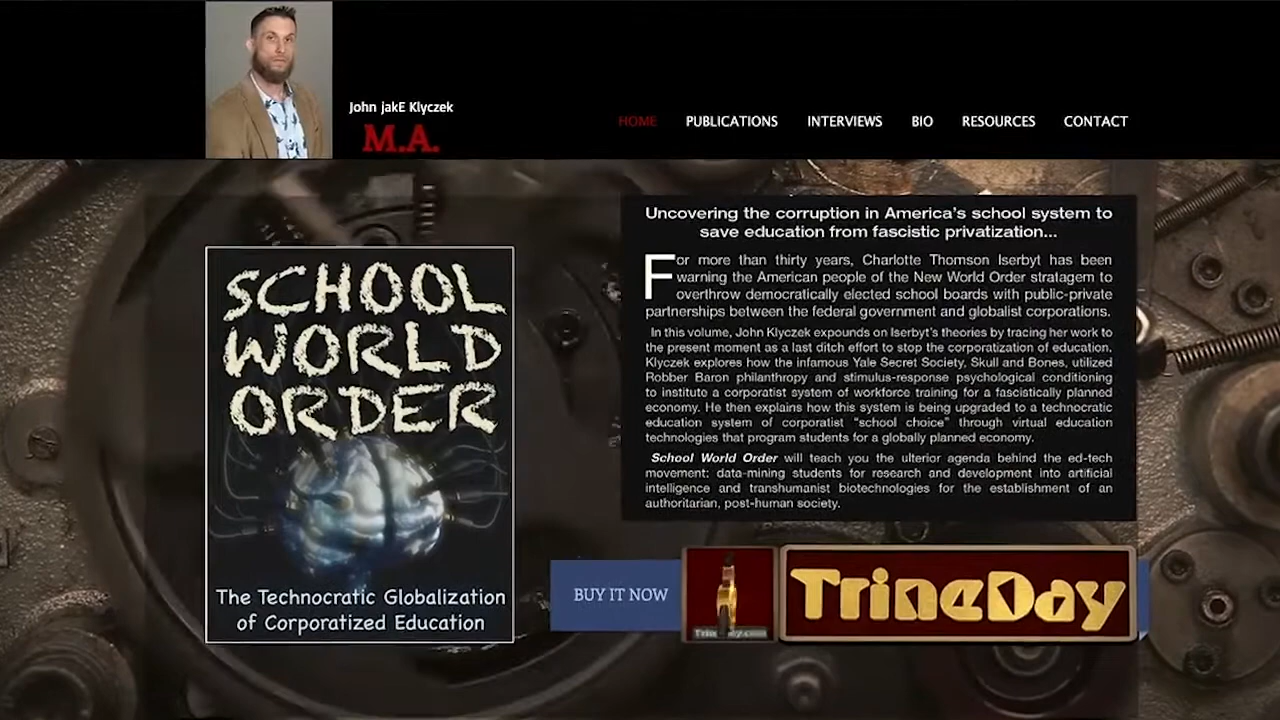 John jakE Klyczek
M.A.
HOME PUBLICATIONS INTERVIEWS BIO RESOURCES CONTACT
SCHOOL
WORLD
ORDER
The Technocratic Globalization
of Corporatized Education
Uncovering the corruption in America's school system to
save education from fascistic privatization...
For more than thirty years, Charlotte Thomson Iserbyt has been
warning the American people of the New World Order stratagem to
overthrow democratically elected school boards with public-private
partnerships between the federal government and globalist corporations.
In this volume, John Klyczek expounds on Iserbyt's theories by tracing her work to
the present moment as a last ditch effort to stop the corporatization of education.
Klyczek explores how the infamous Yale Secret Society, Skull and Bones, utilized
Robber Baron philanthropy and stimulus-response psychological conditioning
to institute a corporatist system of workforce training for a fascistically planned
economy. He then explains how this system is being upgraded to a technocratic
education system of corporatist "school choice" through virtual education
technologies that program students for a globally planned economy.
School World Order will teach you the ulterior agenda behind the ed-tech
movement: data-mining students for research and development into artificial
intelligence and transhumanist biotechnologies for the establishment of an
authoritarian, post-human society.
BUY IT NOW
TrineDay